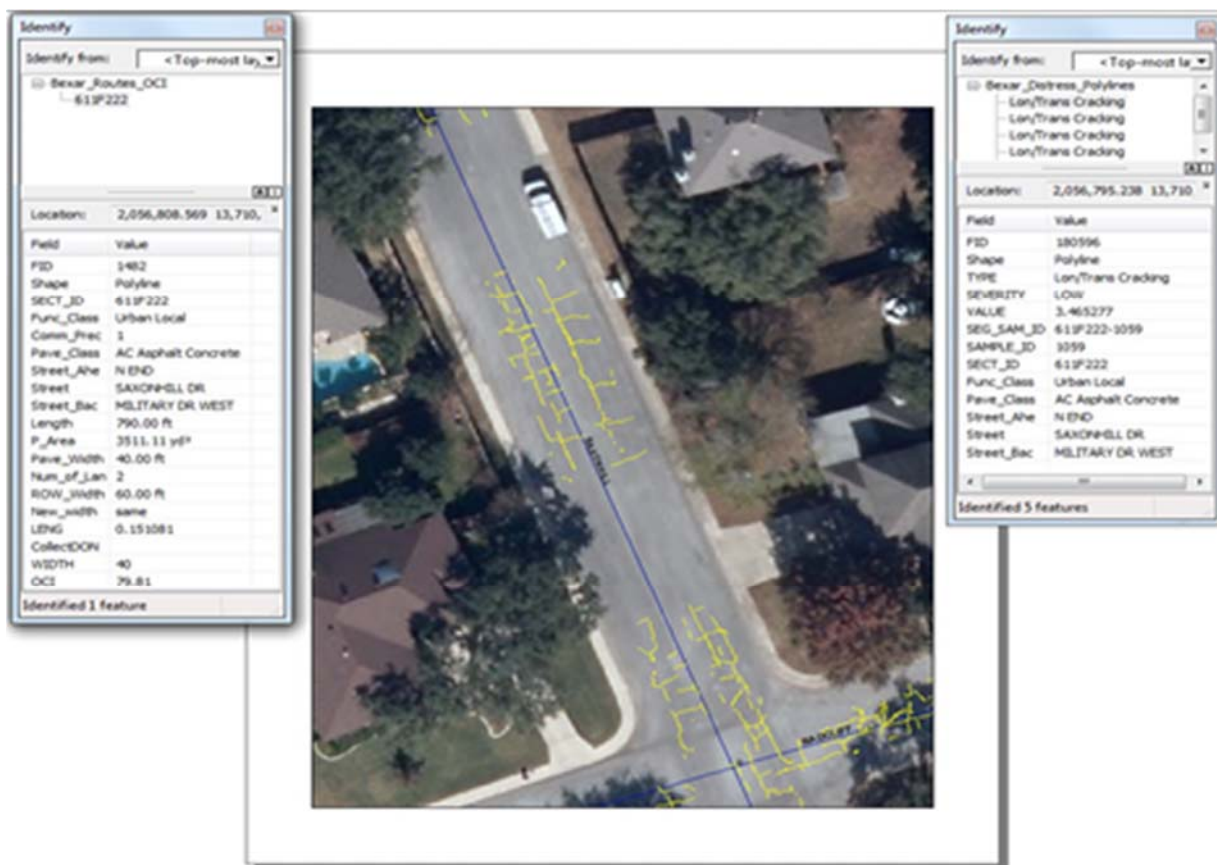 Identify
Identify from: <Top-most lay
Bexar_Routes_OCI
611F222
Location: 2,056,808.569 13,710,
Field Value
FID 1482
Shape Polyline
SECT_ID 611F222
Func_Class Urban Local
Comm_Prec 1
Pave_Class AC Asphalt Concrete
Street_Ahe N END
Street SAXONHILL DR
Street_Bac MILITARY DR WEST
Length 790.00 ft
P_Area 3511.11 yd²
Pave_Width 40.00 ft
Num_of_Lan 2
ROW_Width 60.00 ft
New_width same
LENG 0.151081
CollectDON
WIDTH 40
OCI 79.81
Identified 1 feature
Identify
Identify from: <Top-most la
Bexar_Distress_Polylines
Lon/Trans Cracking
Lon/Trans Cracking
Lon/Trans Cracking
Lon/Trans Cracking
Location: 2,056,795.238 13,710
Field Value
FID 180596
Shape Polyline
TYPE Lon/Trans Cracking
SEVERITY LOW
VALUE 3.465277
SEG_SAM_ID 611F222-1059
SAMPLE_ID 1059
SECT_ID 611F222
Func_Class Urban Local
Pave_Class AC Asphalt Concrete
Street_Ahe N END
Street SAXONHILL DR
Street_Bac MILITARY DR WEST
Identified 5 features